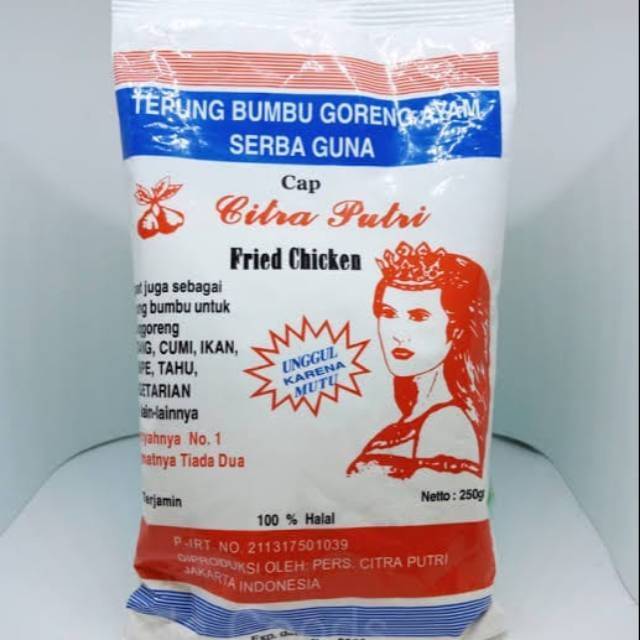 TEPUNG BUMBU GORENG AYAM
SERBA GUNA
Cap
Citra Putri
Fried Chicken
juga sebagai
bumbu untuk
CUMI, IKAN,
TAHU,
lain-lainnya
No. 1
Tiada Dua
UNGGUL
KARENA
MUTU
Terjamin
Netto : 250gr
100 % Halal
P-IRT. NO. 211317501039
DIPRODUKSI OLEH: PERS. CITRA PUTRI
JAKARTA INDONESIA